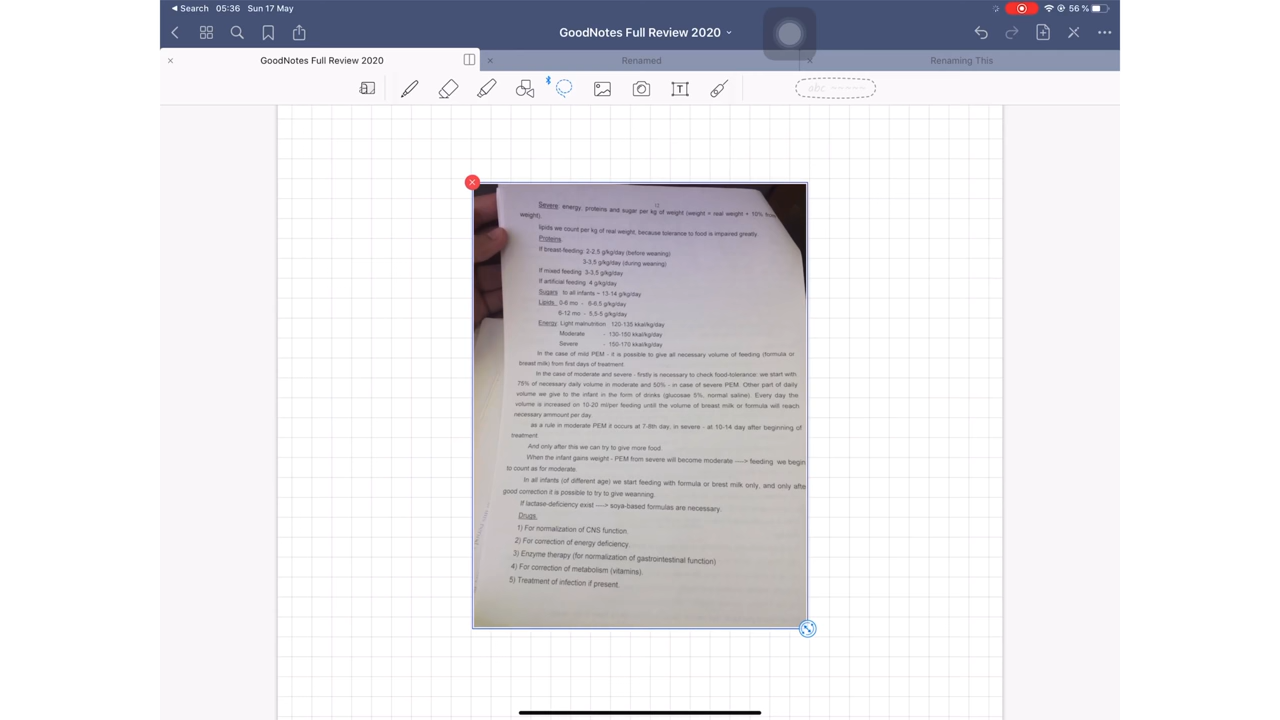 Search 05:36 Sun 17 May 56 %
GoodNotes Full Review 2020
GoodNotes Full Review 2020 Renamed Renaming This
T abc
12
Severe: energy, proteins and sugar per kg of weight (weight = real weight + 10% from
weight).
lipids we count per kg of real weight, because tolerance to food is impaired greatly.
Proteins.
If breast-feeding 2-2.5 g/kg/day (before weaning)
3-3,5 g/kg/day (during weaning)
If mixed feeding 3-3,5 g/kg/day
If artificial feeding 4 g/kg/day
Sugars to all infants ~ 13-14 g/kg/day
Lipids 0-6 mo - 6-6.5 g/kg/day
6-12 mo - 5,5-5 g/kg/day
Energy Light malnutrition 120-135 kkal/kg/day
Moderate - 130-150 kkal/kg/day
Severe - 150-170 kkal/kg/day
In the case of mild PEM - it is possible to give all necessary volume of feeding (formula or
breast milk) from first days of treatment
In the case of moderate and severe - firstly is necessary to check food-tolerance: we start with
75% of necessary daily volume in moderate and 50% - in case of severe PEM. Other part of daily
volume we give to the infant in the form of drinks (glucosae 5%, normal saline). Every day the
volume is increased on 10-20 ml/per feeding until the volume of breast milk or formula will reach
necessary ammount per day.
as a rule in moderate PEM it occurs at 7-8th day, in severe - at 10-14 day after beginning of
treatment
And only after this we can try to give more food.
When the infant gains weight - PEM from severe will become moderate ----> feeding we begin
to count as for moderate.
In all infants (of different age) we start feeding with formula or brest milk only, and only afte
good correction it is possible to try to give weanning.
If lactase-deficiency exist ----> soya-based formulas are necessary.
Drugs.
1) For normalization of CNS function.
2) For correction of energy deficiency.
3) Enzyme therapy (for normalization of gastrointestinal function)
4) For correction of metabolism (vitamins).
5) Treatment of infection if present.